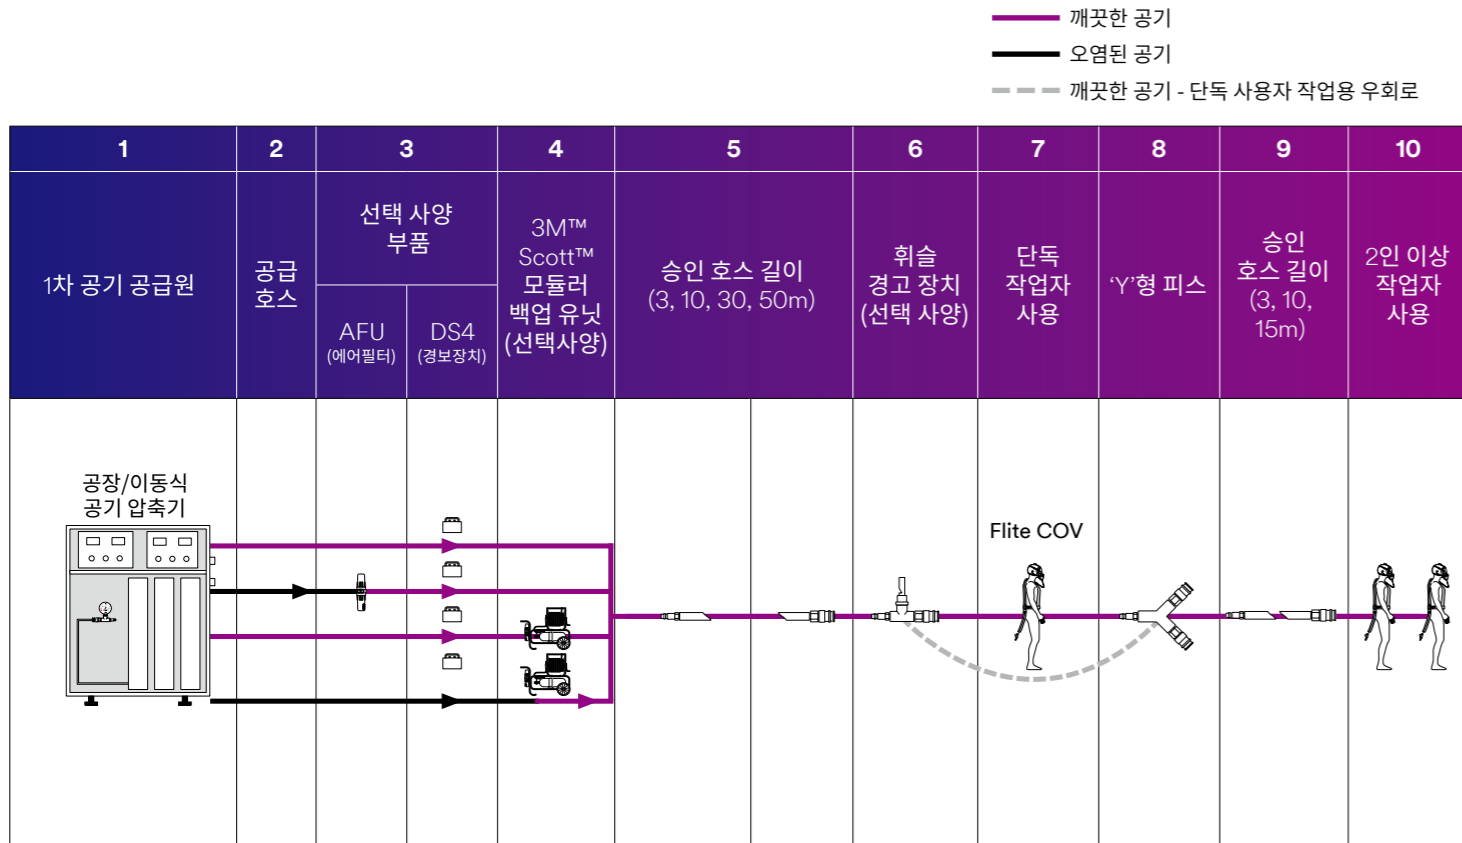 깨끗한 공기
오염된 공기
깨끗한 공기 - 단독 사용자 작업용 우회로
1
2
3
4
5
6
7
8
9
10
1차 공기 공급원
공급
호스
선택 사양
부품
AFU
(에어필터)
DS4
(경보장치)
3M™
Scott™
모듈러
백업 유닛
(선택사양)
승인 호스 길이
(3, 10, 30, 50m)
휘슬
경고 장치
(선택 사양)
단독
작업자
사용
‘Y’형 피스
승인
호스 길이
(3, 10,
15m)
2인 이상
작업자
사용
공장/이동식
공기 압축기
Flite COV